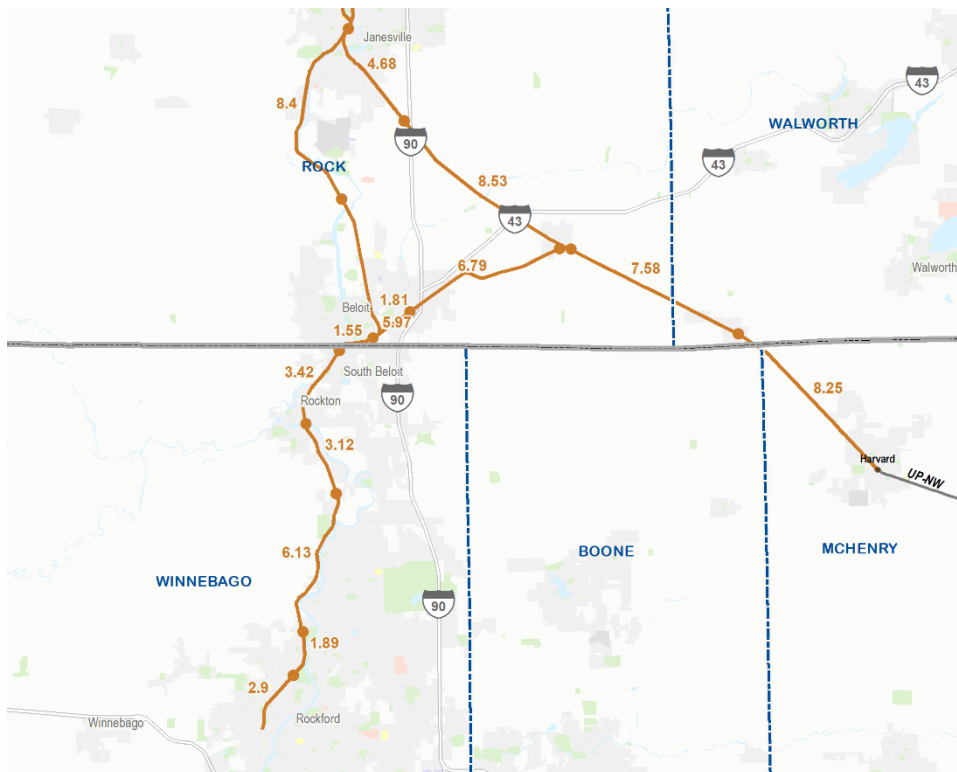 Janesville
4.68
43
8.4
WALWORTH
90
43
ROCK
8.53
43
6.79
7.58
Walworth
1.81
Beloit
5.97
1.55
3.42
South Beloit
8.25
90
Rockton
3.12
Harvard
UP-NW
6.13
BOONE
MCHENRY
WINNEBAGO
90
1.89
2.9
Rockford
Winnebago